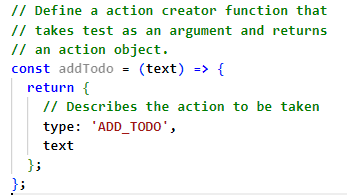 // Define a action creator function that
// takes test as an argument and returns
// an action object.
const addTodo = (text) => {
  return {
    // Describes the action to be taken
    type: 'ADD_TODO',
    text
  };
};